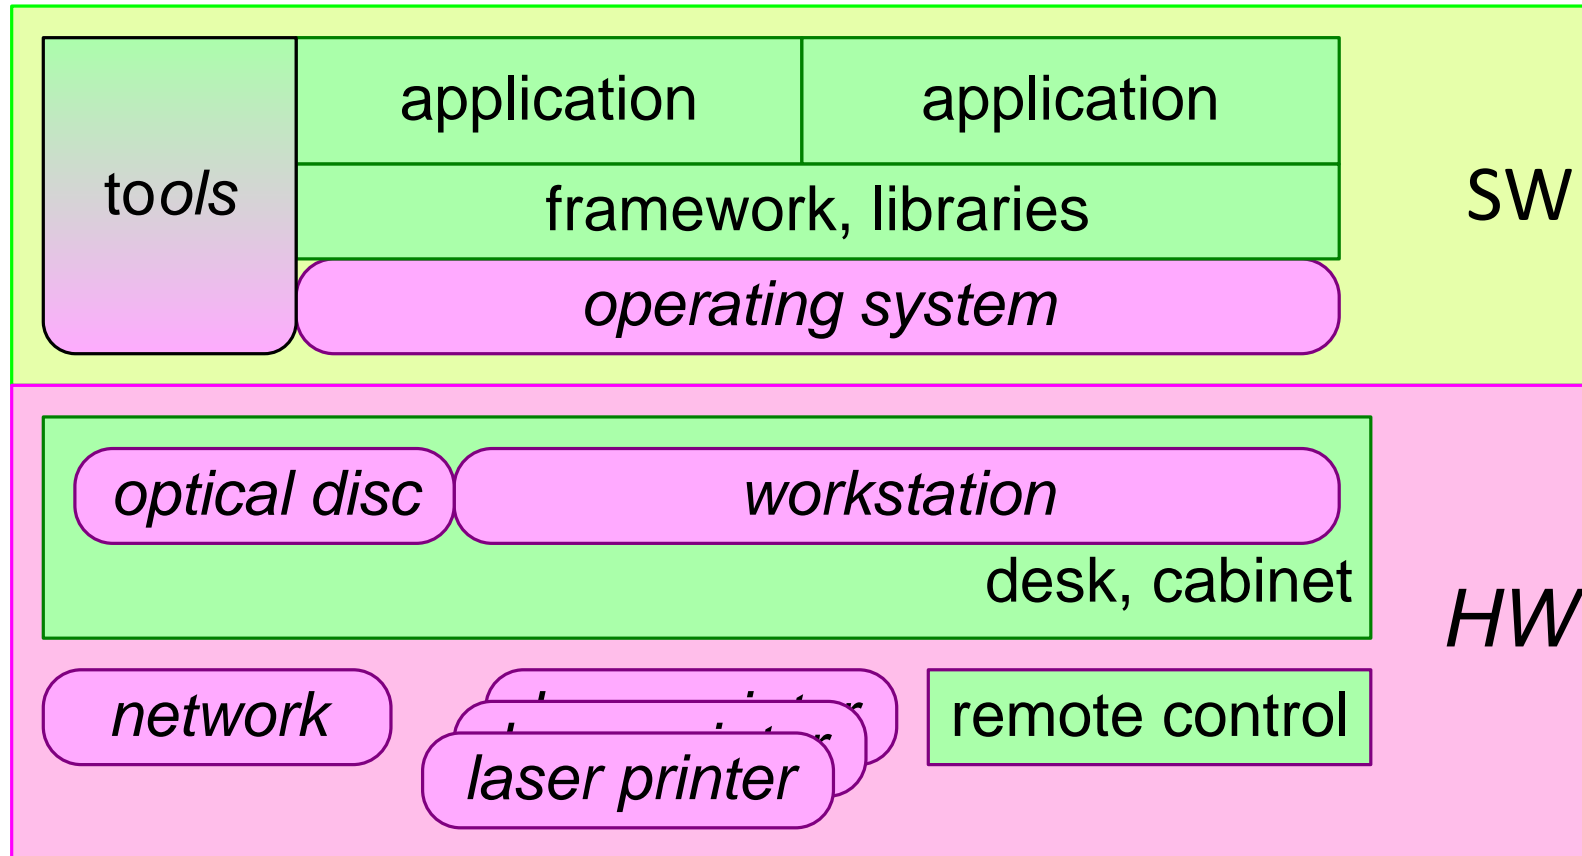 application application
tools
SW
framework, libraries
operating system
optical disc workstation
desk, cabinet
HW
network
remote control
laser printer